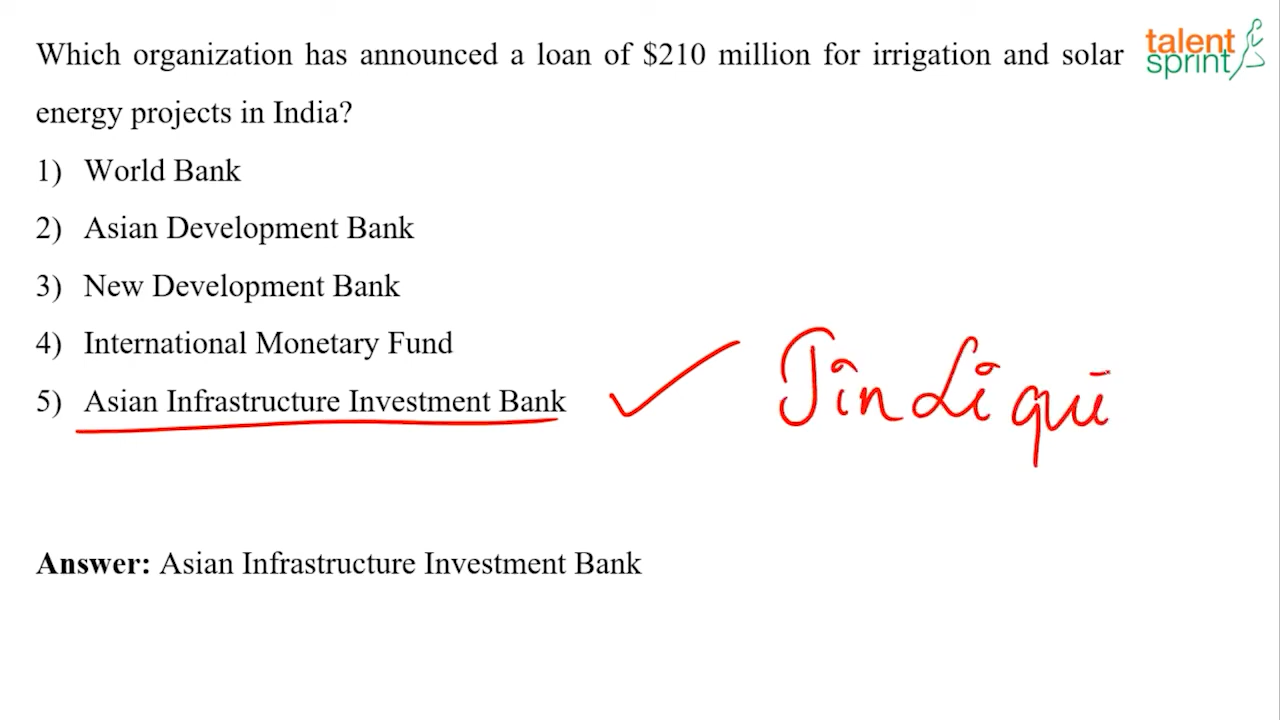 Which organization has announced a loan of $210 million for irrigation and solar
energy projects in India?
talent
sprint
1) World Bank
2) Asian Development Bank
3) New Development Bank
4) International Monetary Fund
5) Asian Infrastructure Investment Bank
Jin Li qui
Answer: Asian Infrastructure Investment Bank